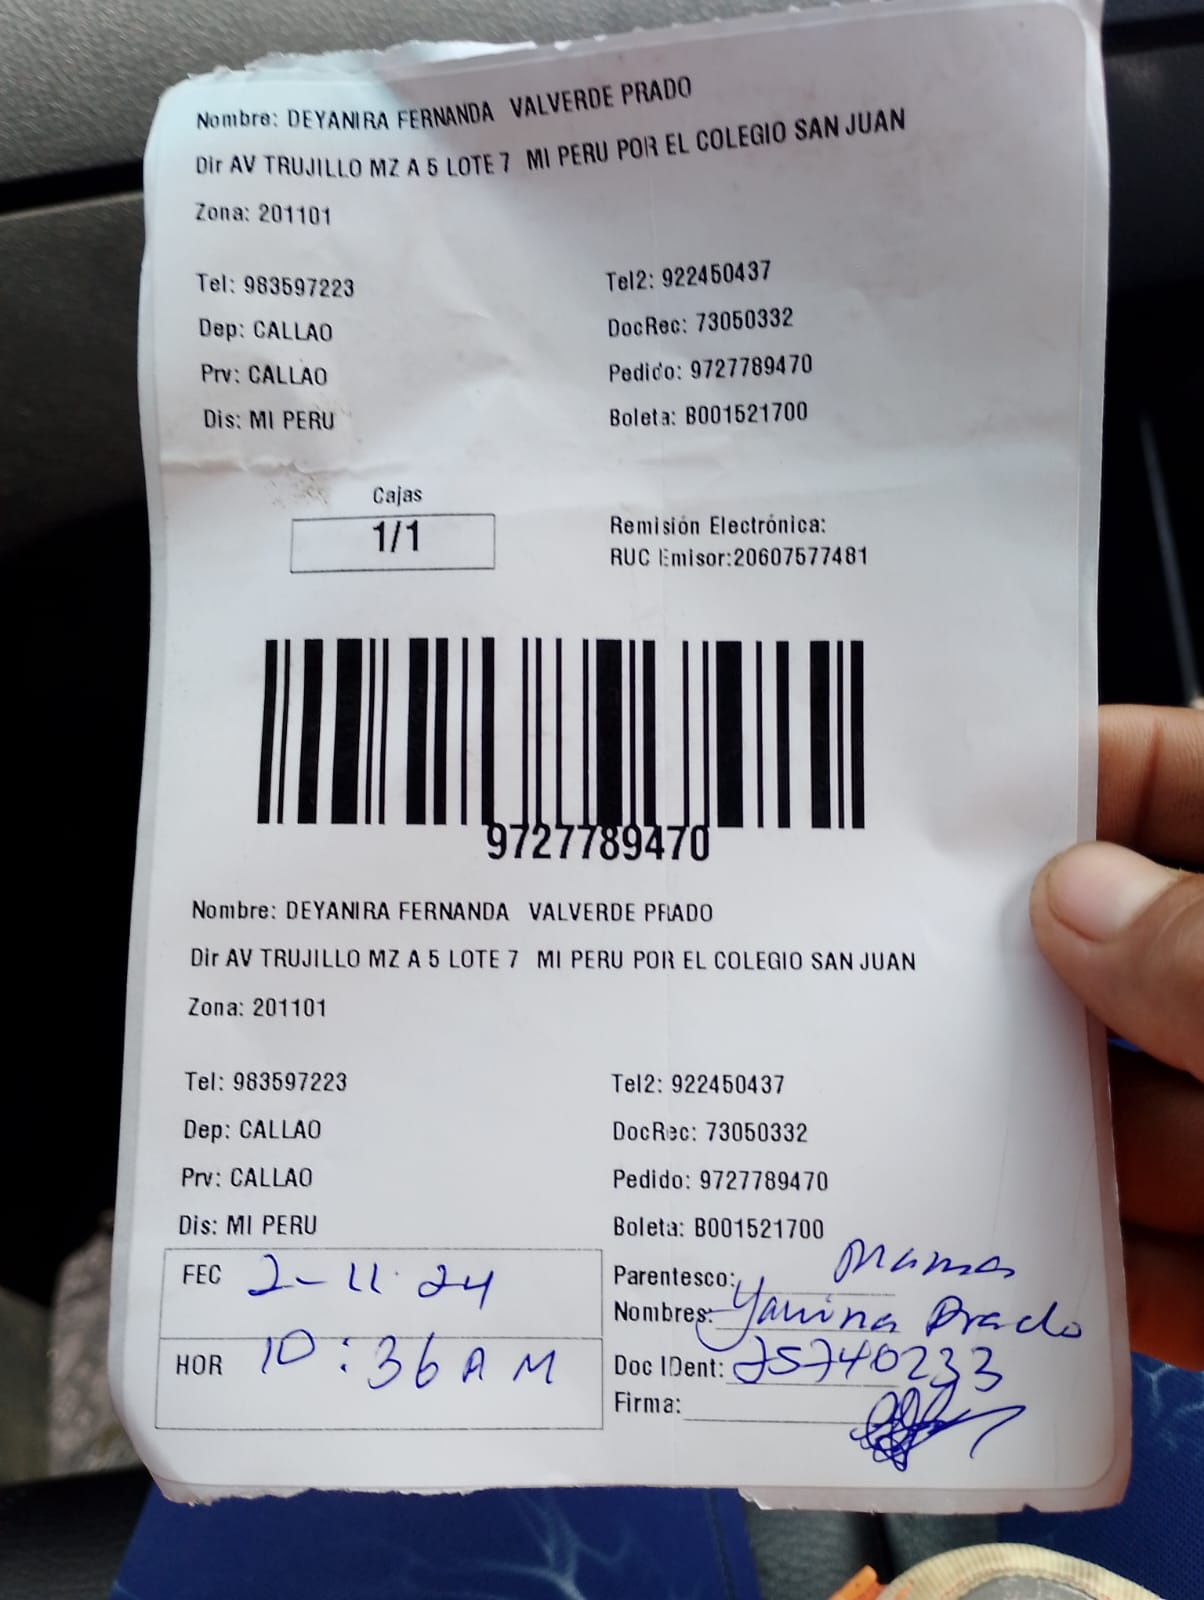 Nombre: DEYANIRA FERNANDA VALVERDE PRADO
Dir AV TRUJILLO MZ A 5 LOTE 7 MI PERU POR EL COLEGIO SAN JUAN
Zona: 201101
Tel: 983597223 Tel2: 922450437
Dep: CALLAO DocRec: 73050332
Prv: CALLAO Pedido: 9727789470
Dis: MI PERU Boleta: B001521700
Cajas
1/1
Remisión Electrónica:
RUC Emisor:20607577481
9727789470
Nombre: DEYANIRA FERNANDA VALVERDE PRADO
Dir AV TRUJILLO MZ A 5 LOTE 7 MI PERU POR EL COLEGIO SAN JUAN
Zona: 201101
Tel: 983597223 Tel2: 922450437
Dep: CALLAO DocRec: 73050332
Prv: CALLAO Pedido: 9727789470
Dis: MI PERU Boleta: B001521700
FEC 2-11-24
HOR 10:36 AM
Parentesco: Mama
Nombres: Yanina Prado
Doc IDent:
Firma: